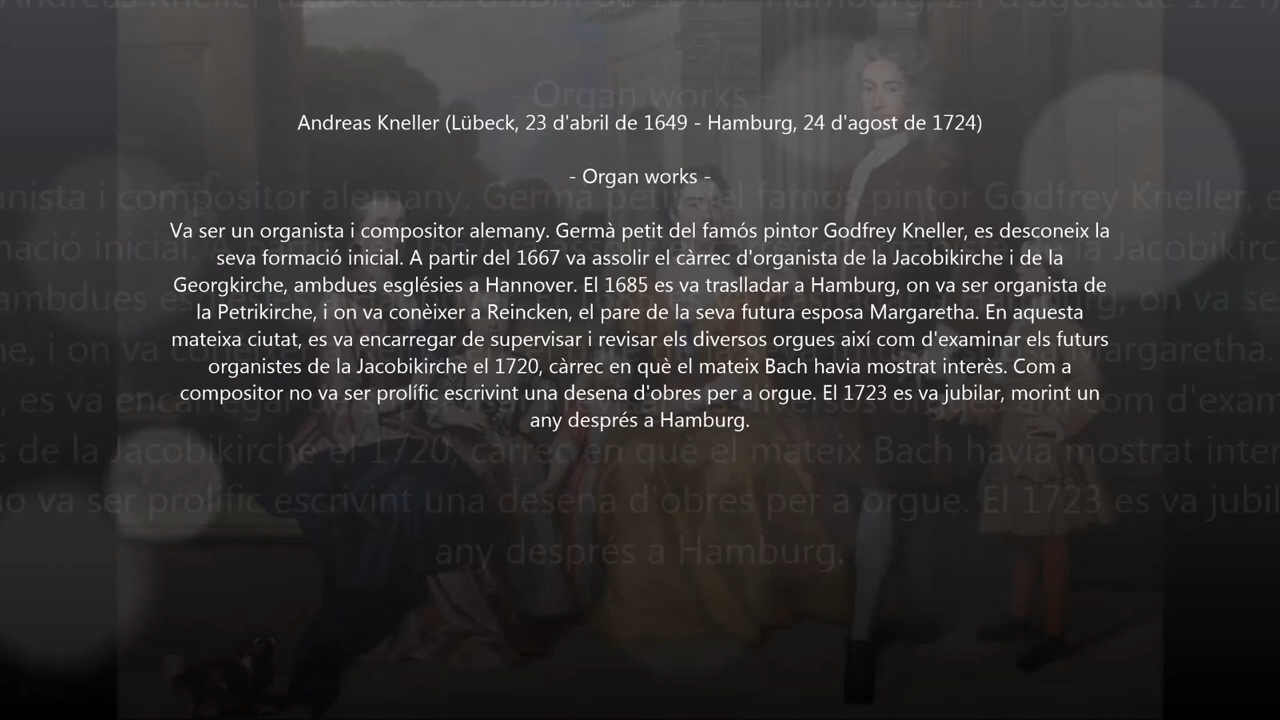 Andreas Kneller (Lübeck, 23 d'abril de 1649 - Hamburg, 24 d'agost de 1724)
- Organ works -
Va ser un organista i compositor alemany. Germà petit del famós pintor Godfrey Kneller, es desconeix la
seva formació inicial. A partir del 1667 va assolir el càrrec d'organista de la Jacobikirche i de la
Georgkirche, ambdues esglésies a Hannover. El 1685 es va traslladar a Hamburg, on va ser organista de
la Petrikirche, i on va conèixer a Reincken, el pare de la seva futura esposa Margaretha. En aquesta
mateixa ciutat, es va encarregar de supervisar i revisar els diversos orgues així com d'examinar els futurs
organistes de la Jacobikirche el 1720, càrrec en què el mateix Bach havia mostrat interès. Com a
compositor no va ser prolífic escrivint una desena d'obres per a orgue. El 1723 es va jubilar, morint un
any després a Hamburg.